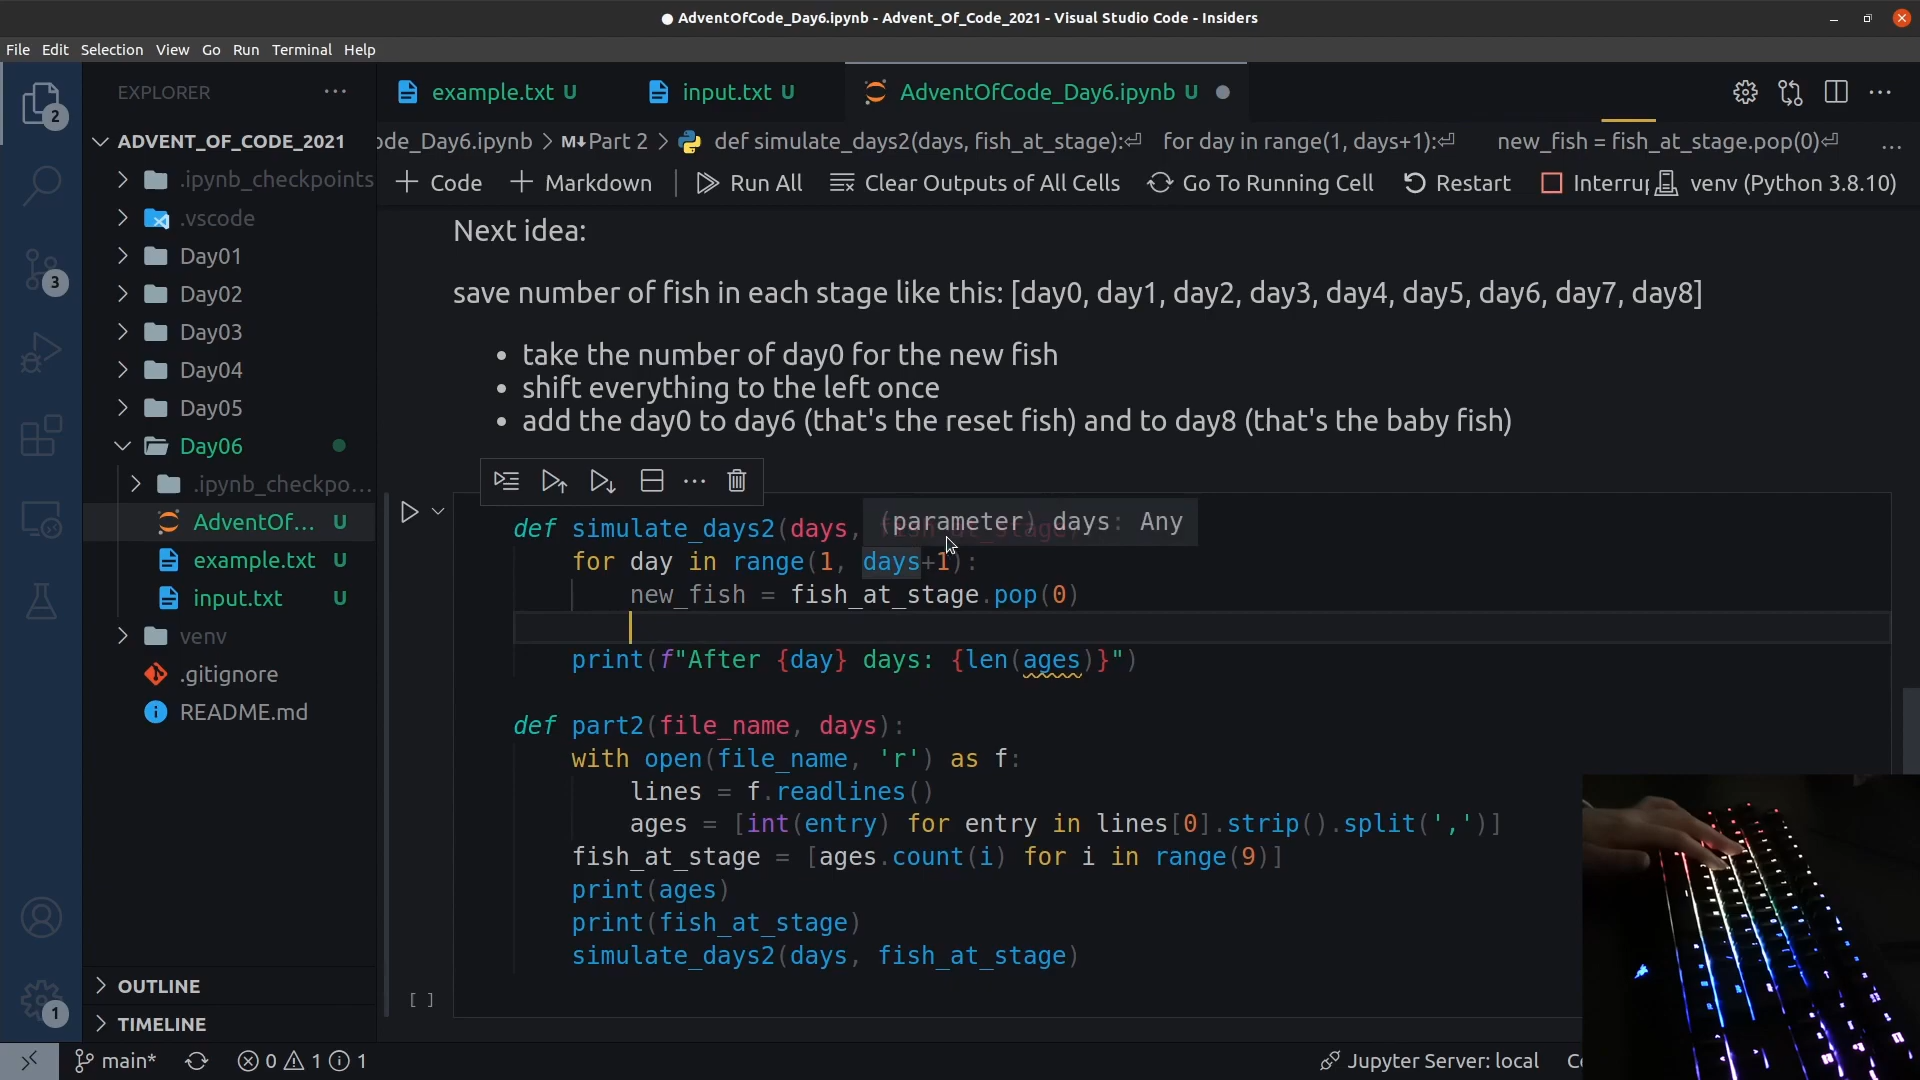 AdventOfCode_Day6.ipynb - Advent_Of_Code_2021 - Visual Studio Code - Insiders
File Edit Selection View Go Run Terminal Help
EXPLORER
2
example.txt U
input.txt U
AdventOfCode_Day6.ipynb U
ADVENT_OF_CODE_2021
ode_Day6.ipynb > M↓Part 2 > def simulate_days2(days, fish_at_stage):⏎ for day in range(1, days+1):⏎ new_fish = fish_at_stage.pop(0)⏎ ...
.ipynb_checkpoints
+ Code + Markdown Run All Clear Outputs of All Cells Go To Running Cell Restart Interru venv (Python 3.8.10)
.vscode
Day01
Day02
3
Day03
Day04
Day05
Day06
.ipynb_checkpo...
AdventOf... U
example.txt U
input.txt U
venv
.gitignore
README.md
OUTLINE
TIMELINE
1
Next idea:
save number of fish in each stage like this: [day0, day1, day2, day3, day4, day5, day6, day7, day8]
• take the number of day0 for the new fish
• shift everything to the left once
• add the day0 to day6 (that's the reset fish) and to day8 (that's the baby fish)
(parameter) days: Any
def simulate_days2(days,
for day in range(1, days+1):
new_fish = fish_at_stage.pop(0)
print(f"After {day} days: {len(ages)}")
def part2(file_name, days):
with open(file_name, 'r') as f:
lines = f.readlines()
ages = [int(entry) for entry in lines[0].strip().split(',')]
fish_at_stage = [ages.count(i) for i in range(9)]
print(ages)
print(fish_at_stage)
simulate_days2(days, fish_at_stage)
[ ]
main* 0 1 1 Jupyter Server: local